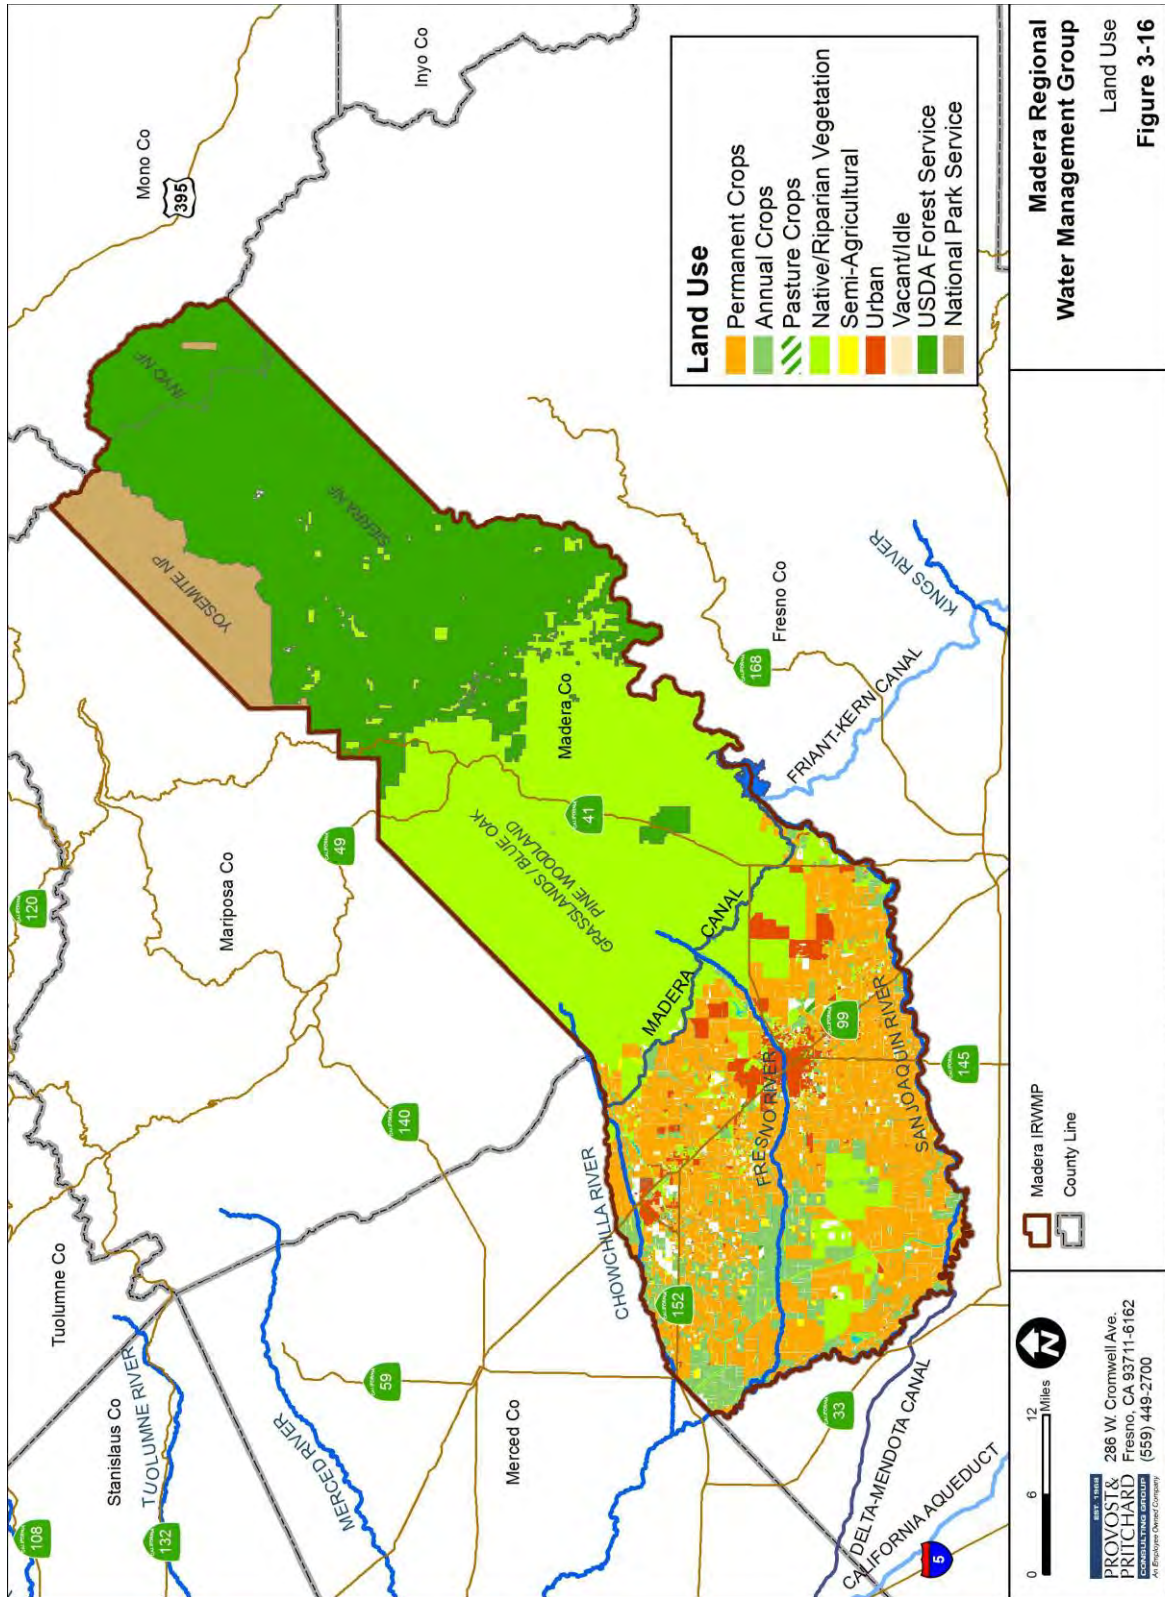 108
132
120
Stanislaus Co
TUOLUMNE RIVER
Tuolumne Co
MERCED RIVER
59
140
Mariposa Co
49
Merced Co
Mono Co
395
Inyo Co
INYO NF
YOSEMITE NP
SIERRA NF
GRASSLANDS / BLUE OAK
PINE WOODLAND
Madera Co
41
MADERA CANAL
CHOWCHILLA RIVER
152
FRESNO RIVER
99
SAN JOAQUIN RIVER
145
33
168
Fresno Co
KINGS RIVER
FRIANT-KERN CANAL
DELTA-MENDOTA CANAL
CALIFORNIA AQUEDUCT
5
Land Use
Permanent Crops
Annual Crops
Pasture Crops
Native/Riparian Vegetation
Semi-Agricultural
Urban
Vacant/Idle
USDA Forest Service
National Park Service
0 6 12
Miles
N
EST. 1968
PROVOST&
PRITCHARD
CONSULTING GROUP
An Employee Owned Company
286 W. Cromwell Ave.
Fresno, CA 93711-6162
(559) 449-2700
Madera IRWMP
County Line
Madera Regional
Water Management Group
Land Use
Figure 3-16